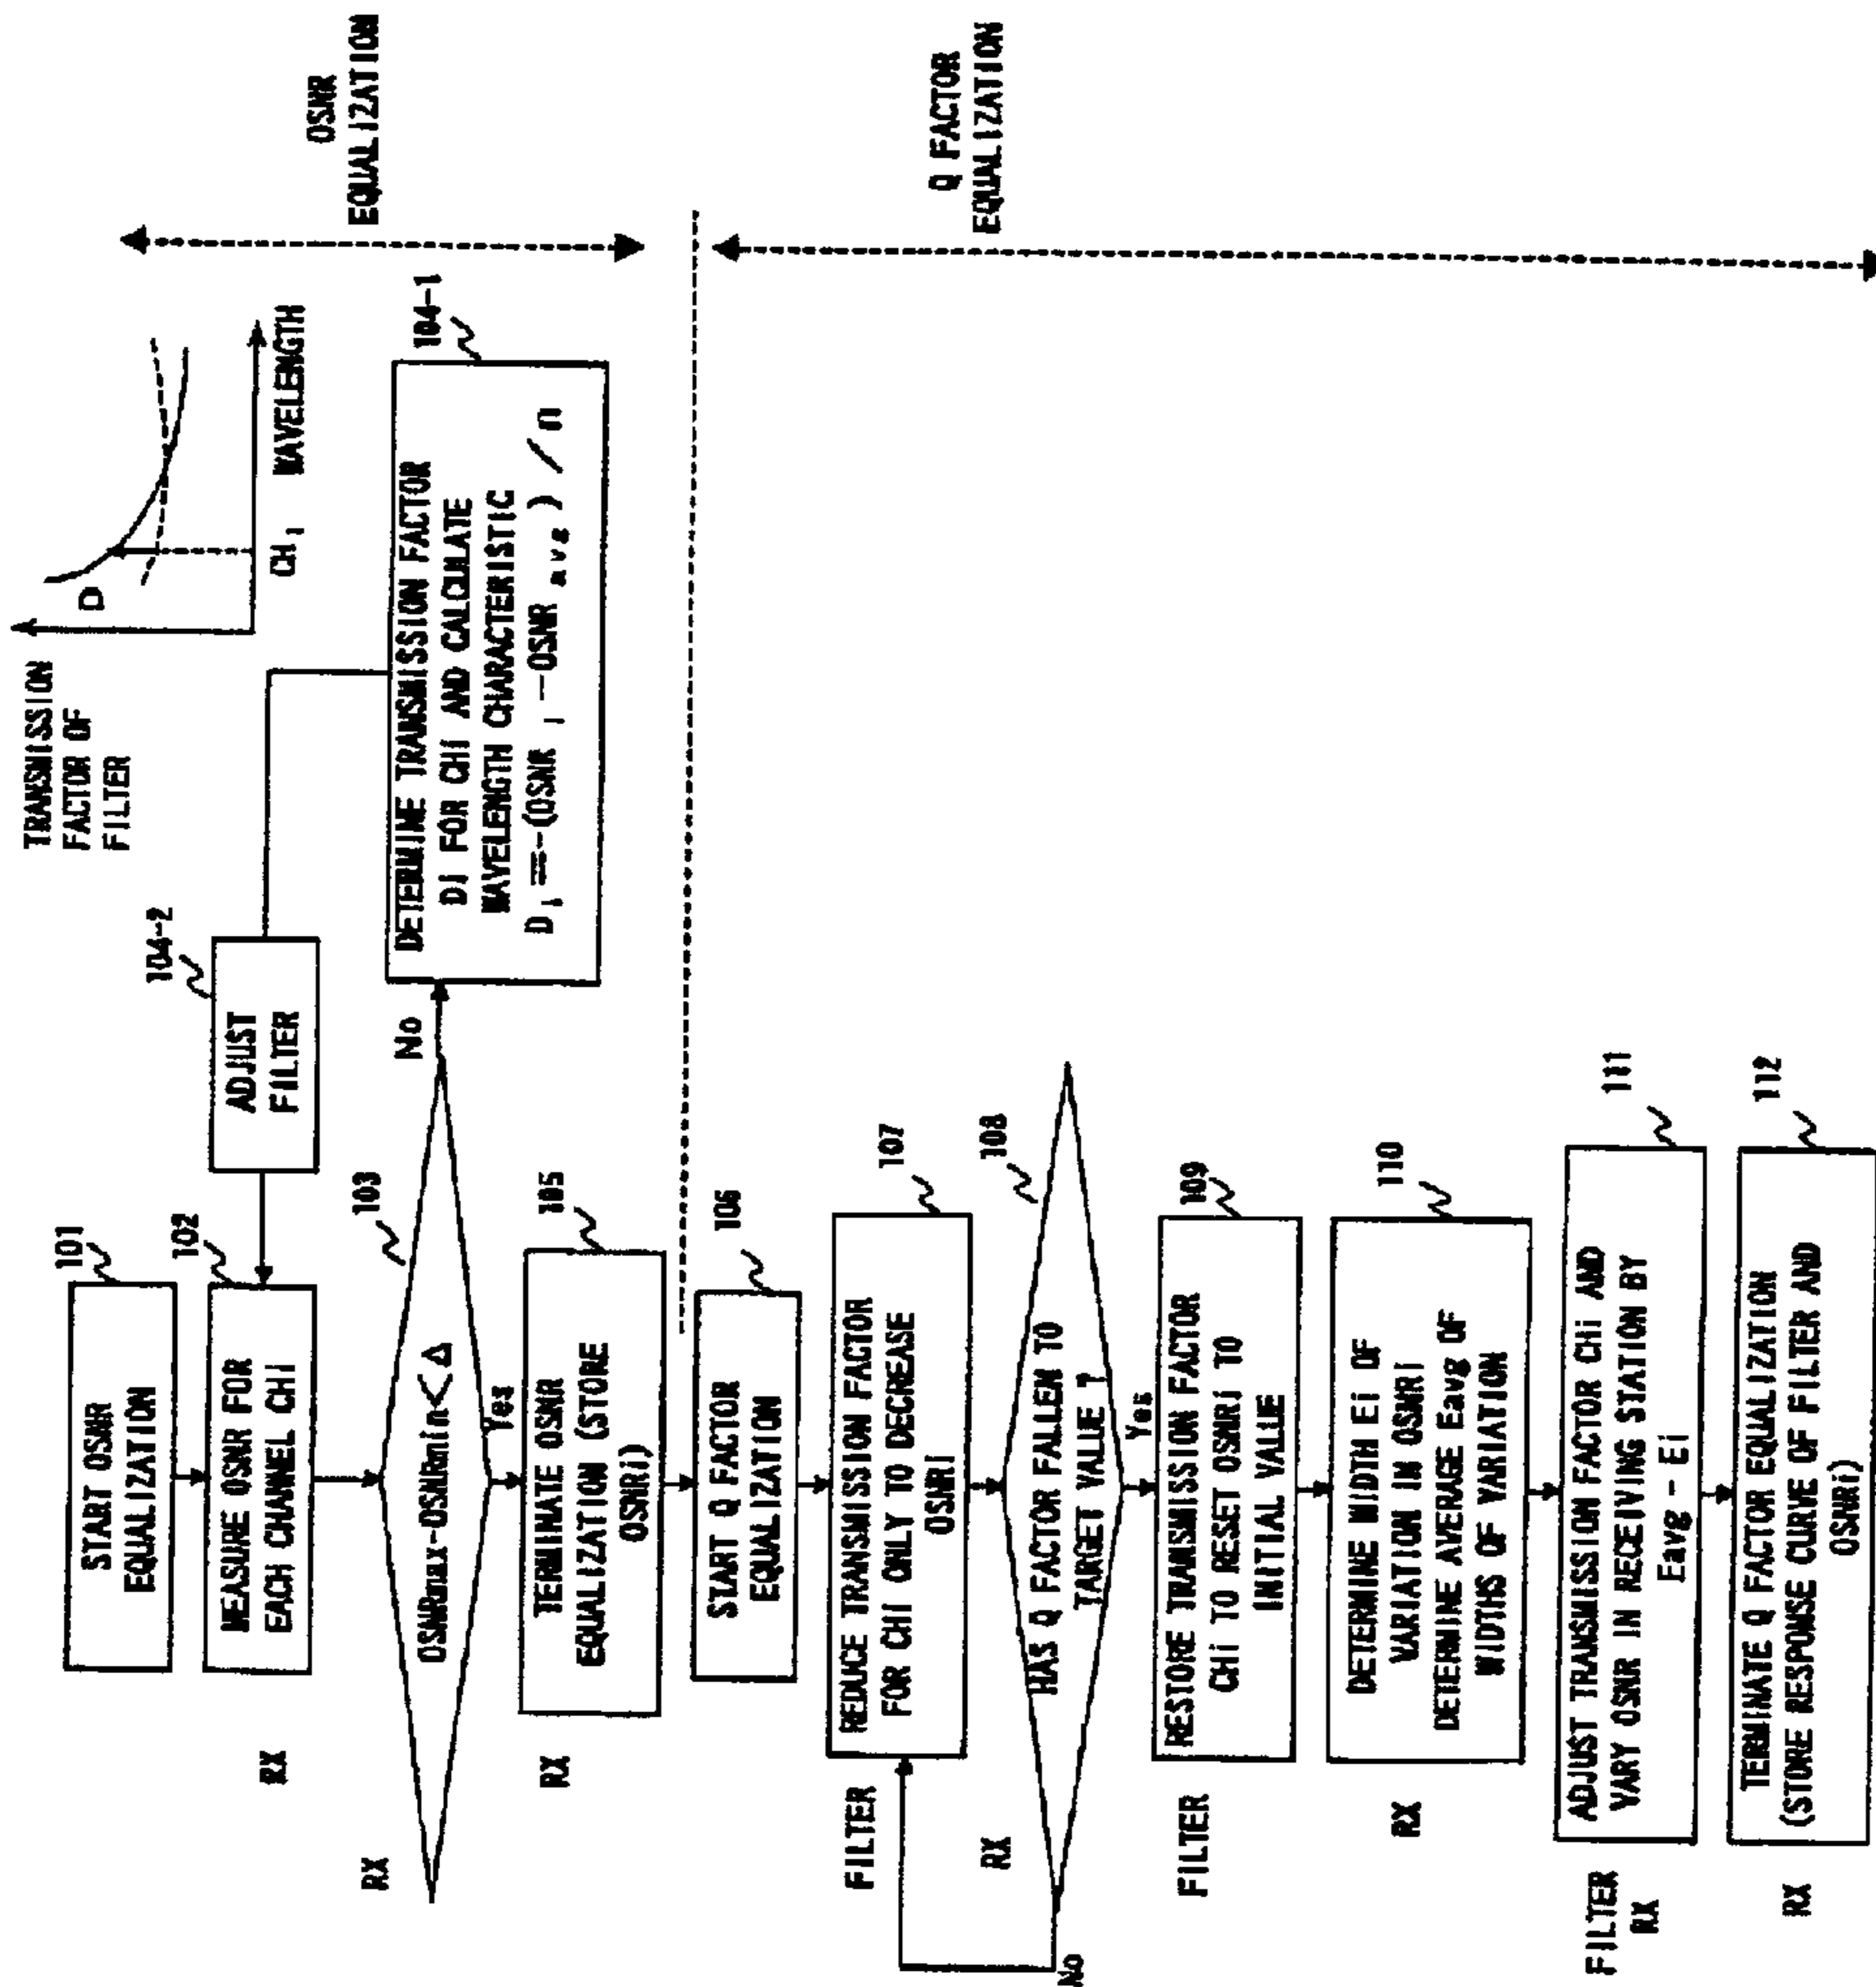 TRANSMISSION
FACTOR OF
FILTER
D
CH i WAVELENGTH
OSNR
EQUALIZATION
101
START OSNR
EQUALIZATION
104-2
ADJUST
FILTER
102
MEASURE OSNR FOR
EACH CHANNEL CHi
RX
103
OSNRmax-OSNRmin<Δ
RX
No
Yes
104-1
DETERMINE TRANSMISSION FACTOR
Di FOR CHi AND CALCULATE
WAVELENGTH CHARACTERISTIC
D i =-(OSNR i -OSNR avg)/n
105
TERMINATE OSNR
EQUALIZATION (STORE
OSNRi)
RX
Q FACTOR
EQUALIZATION
106
START Q FACTOR
EQUALIZATION
107
REDUCE TRANSMISSION FACTOR
FOR CHi ONLY TO DECREASE
OSNRi
FILTER
108
HAS Q FACTOR FALLEM TO
TARGET VALUE ?
RX
No
Yes
109
RESTORE TRANSMISSION FACTOR
CHi TO RESET OSNRi TO
INITIAL VALUE
FILTER
110
DETERMINE WIDTH Ei OF
VARIATION IN OSNRi
DETERMINE AVERAGE Eavg OF
WIDTHS OF VARIATION
RX
111
ADJUST TRANSMISSION FACTOR CHi AND
VARY OSNR IN RECEIVING STATION BY
Eavg - Ei
FILTER
RX
112
TERMINATE Q FACTOR EQUALIZATION
(STORE RESPONSE CURVE OF FILTER AND
OSNRi)
RX